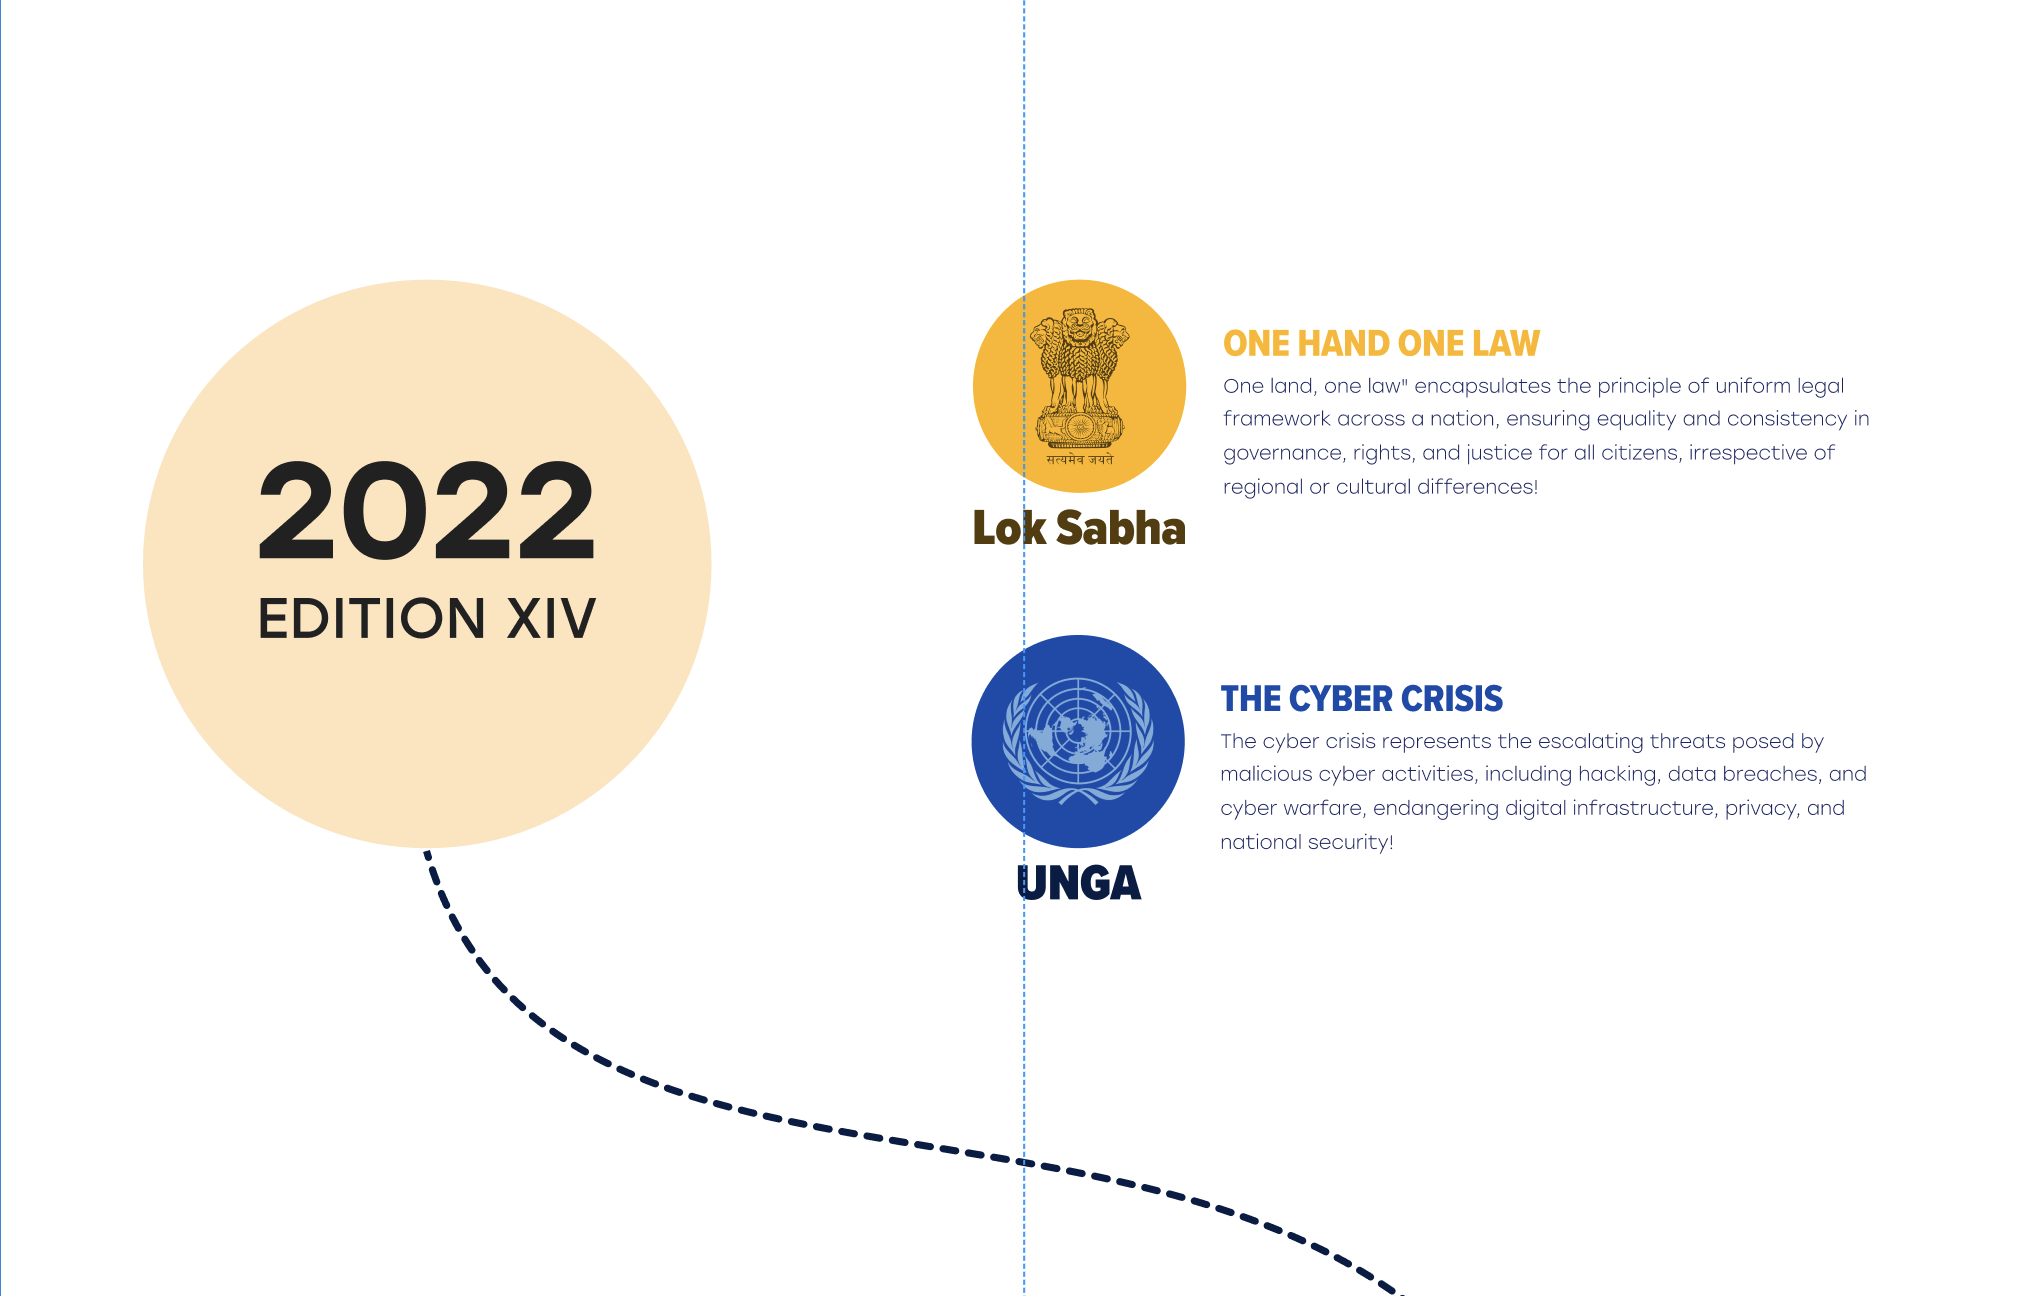 2022
EDITION XIV
सत्यमेव जयते
Lok Sabha
ONE HAND ONE LAW
One land, one law" encapsulates the principle of uniform legal
framework across a nation, ensuring equality and consistency in
governance, rights, and justice for all citizens, irrespective of
regional or cultural differences!
UNGA
THE CYBER CRISIS
The cyber crisis represents the escalating threats posed by
malicious cyber activities, including hacking, data breaches, and
cyber warfare, endangering digital infrastructure, privacy, and
national security!